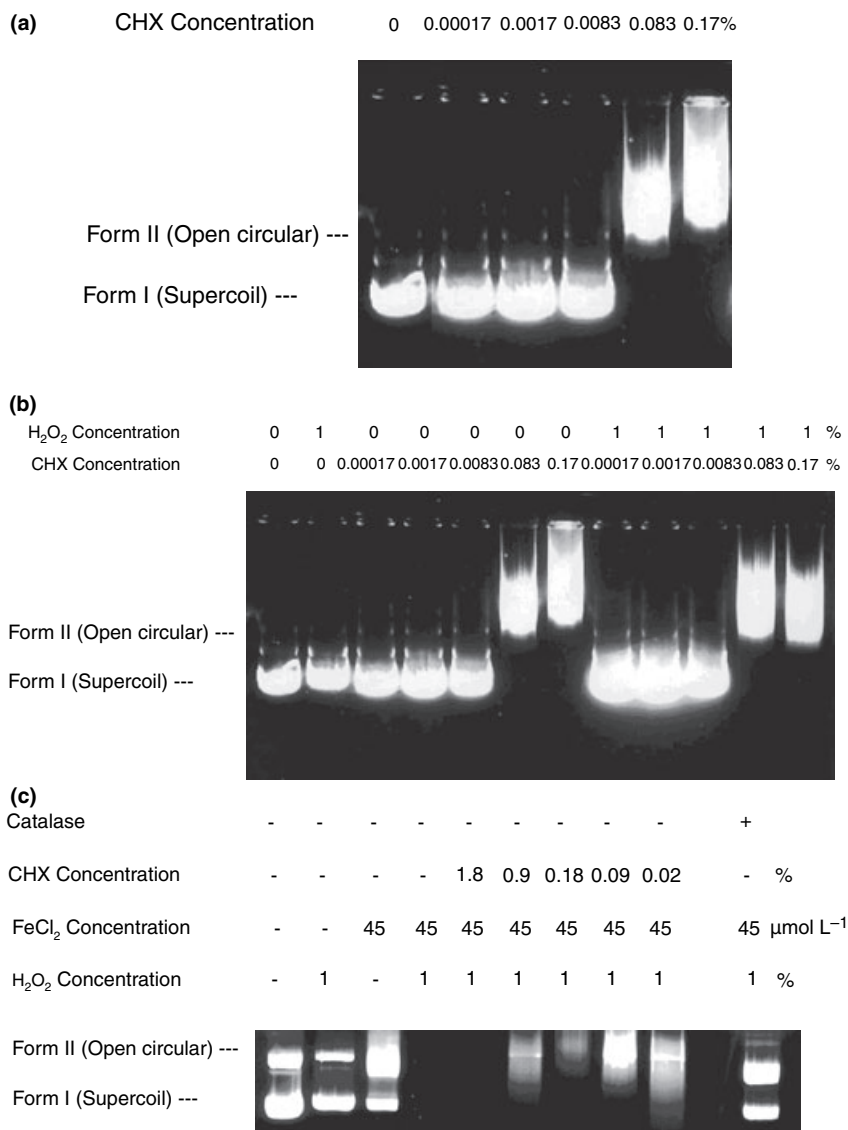 (a)
CHX Concentration 0 0.00017 0.0017 0.0083 0.083 0.17%
Form II (Open circular) ---
Form I (Supercoil) ---
(b)
H₂O₂ Concentration 0 1 0 0 0 0 0 1 1 1 1 1 %
CHX Concentration 0 0 0.00017 0.0017 0.0083 0.083 0.17 0.00017 0.0017 0.0083 0.083 0.17 %
Form II (Open circular) ---
Form I (Supercoil) ---
(c)
Catalase - - - - - - - - - +
CHX Concentration - - - - 1.8 0.9 0.18 0.09 0.02 - %
FeCl₂ Concentration - - 45 45 45 45 45 45 45 45 μmol L⁻¹
H₂O₂ Concentration - 1 - 1 1 1 1 1 1 1 %
Form II (Open circular) ---
Form I (Supercoil) ---